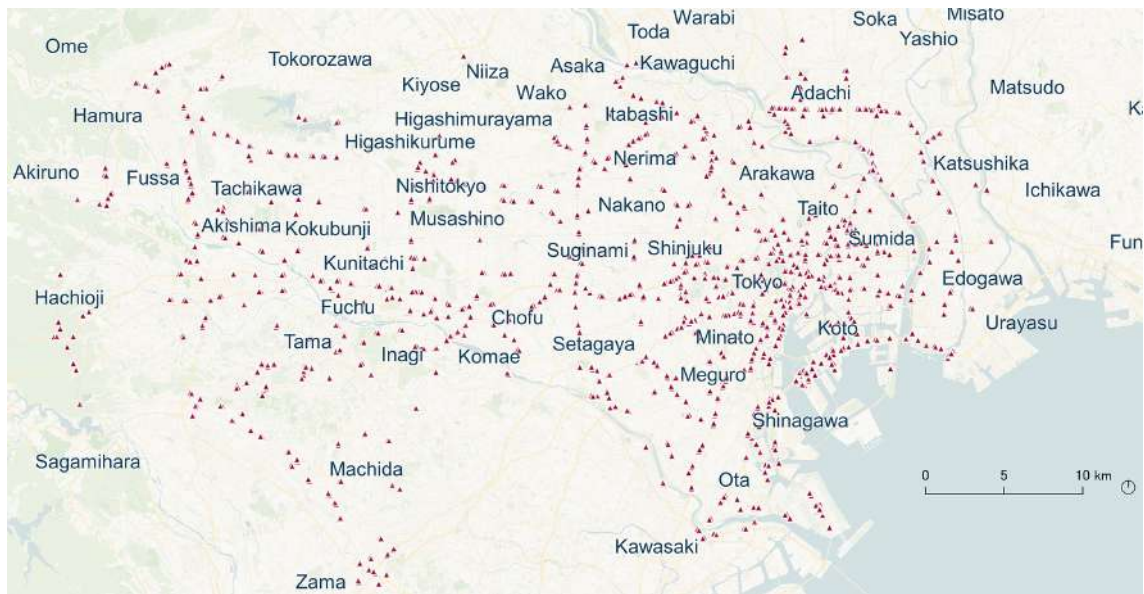 Misato
Soka
Warabi
Toda
Yashio
Ome
Tokorozawa
Niiza
Asaka
Kawaguchi
Kiyose
Matsudo
Wako
Adachi
Hamura
Higashimurayama
Itabashi
Ka
Higashikurume
Nerima
Katsushika
Akiruno
Fussa
Tachikawa
Nishitokyo
Arakawa
Ichikawa
Musashino
Nakano
Taito
Akishima
Kokubunji
Suginami
Shinjuku
Sumida
Fun
Kunitachi
Tokyo
Edogawa
Hachioji
Fuchu
Chofu
Koto
Urayasu
Tama
Inagi
Komae
Setagaya
Minato
Meguro
Shinagawa
Sagamihara
Machida
Ota
0 5 10 km
Kawasaki
Zama